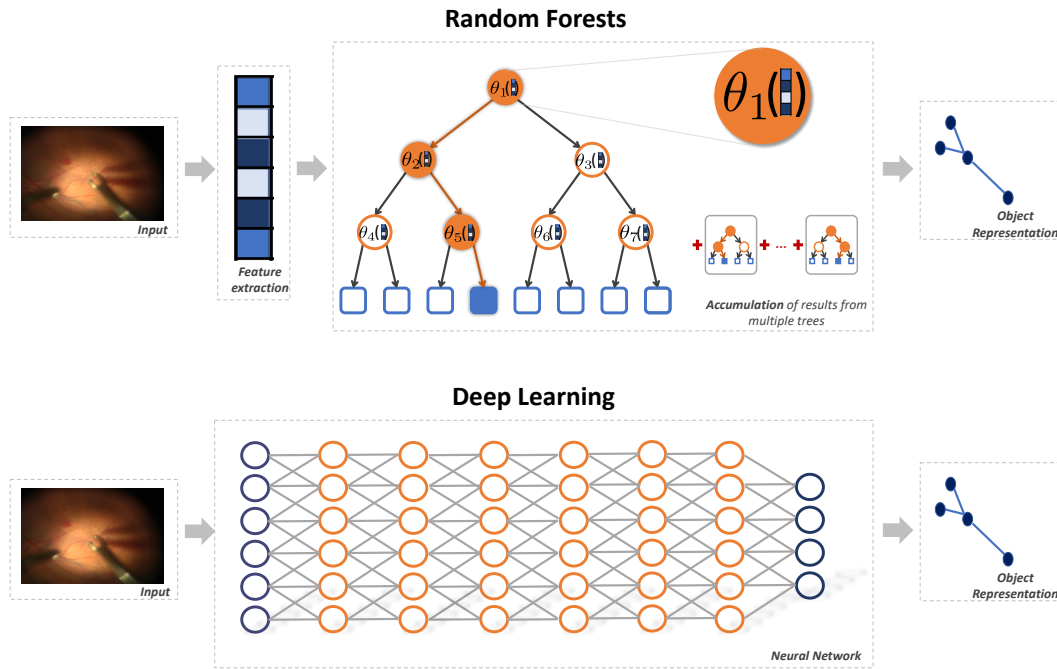 Random Forests
θ1(
θ1(    )
θ2(
θ3(
θ4(
θ5(
θ6(
θ7(
Input
Feature
extraction
+ + ... +
Accumulation of results from
multiple trees
Object
Representation
Deep Learning
Input
Neural Network
Object
Representation